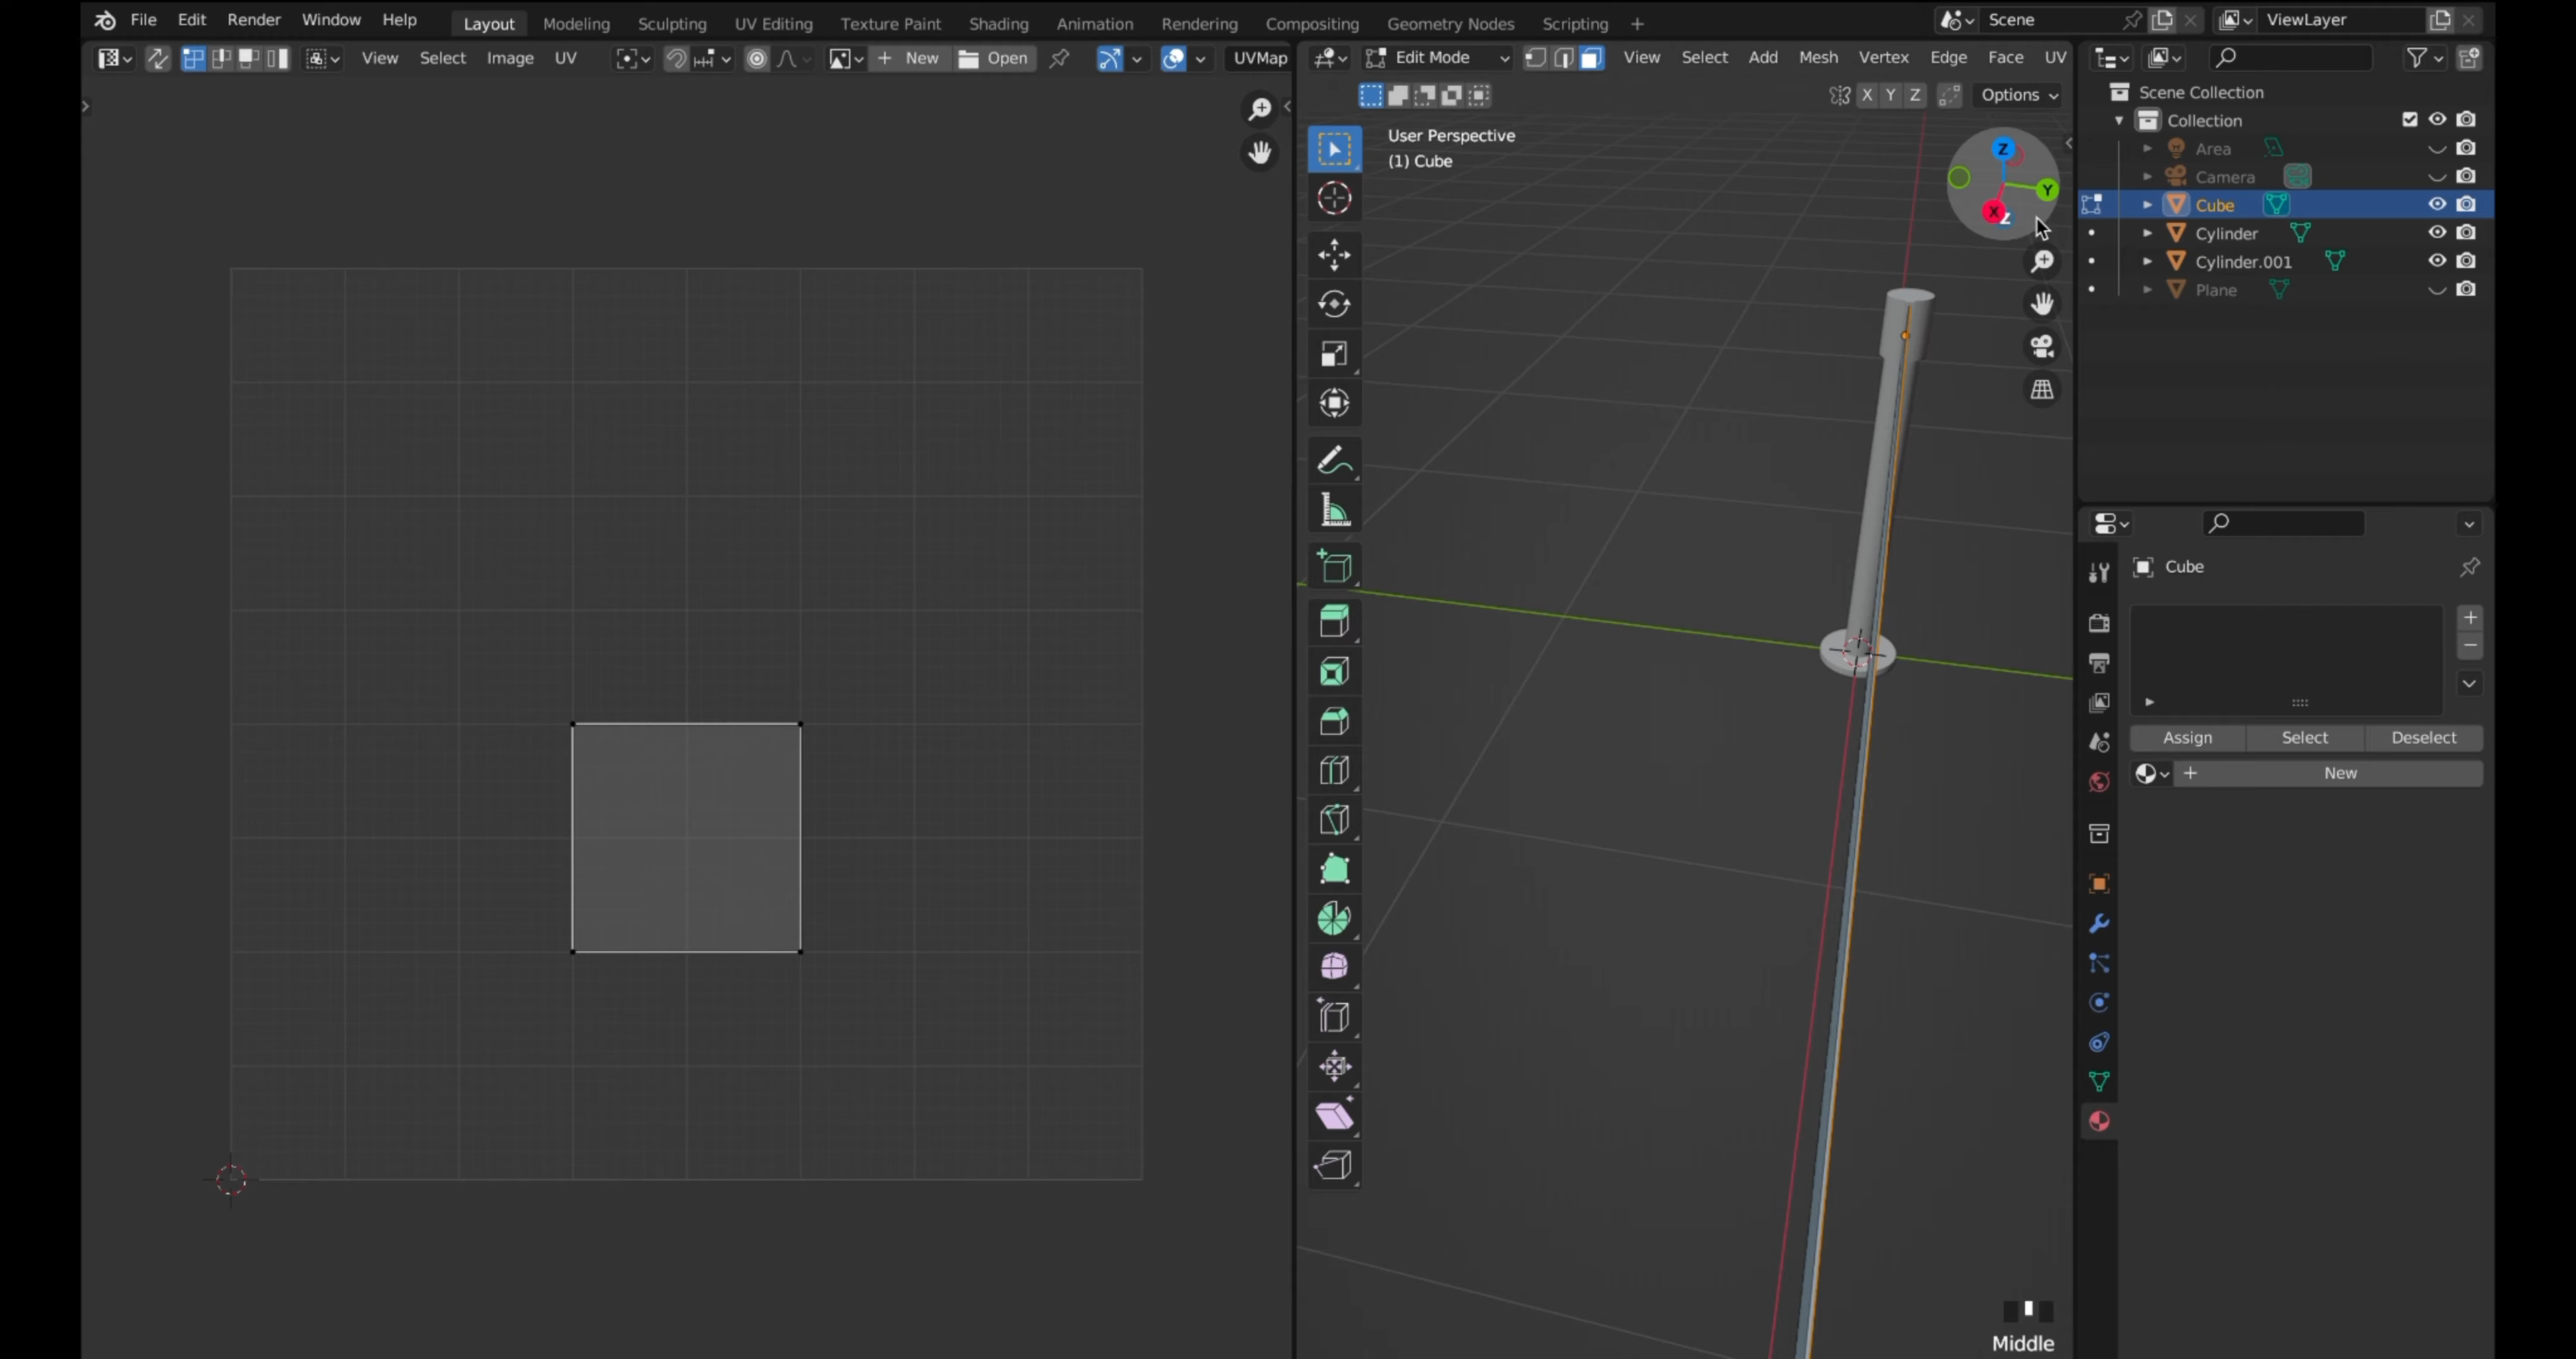 File Edit Render Window Help Layout Modeling Sculpting UV Editing Texture Paint Shading Animation Rendering Compositing Geometry Nodes Scripting Scene ViewLayer
View Select Image UV New Open UVMap
Edit Mode View Select Add Mesh Vertex Edge Face UV
X Y Z Options
User Perspective
(1) Cube
Z
Y
X
Z
Middle
Scene Collection
Collection
Area
Camera
Cube
Cylinder
Cylinder.001
Plane
Cube
Assign Select Deselect
New